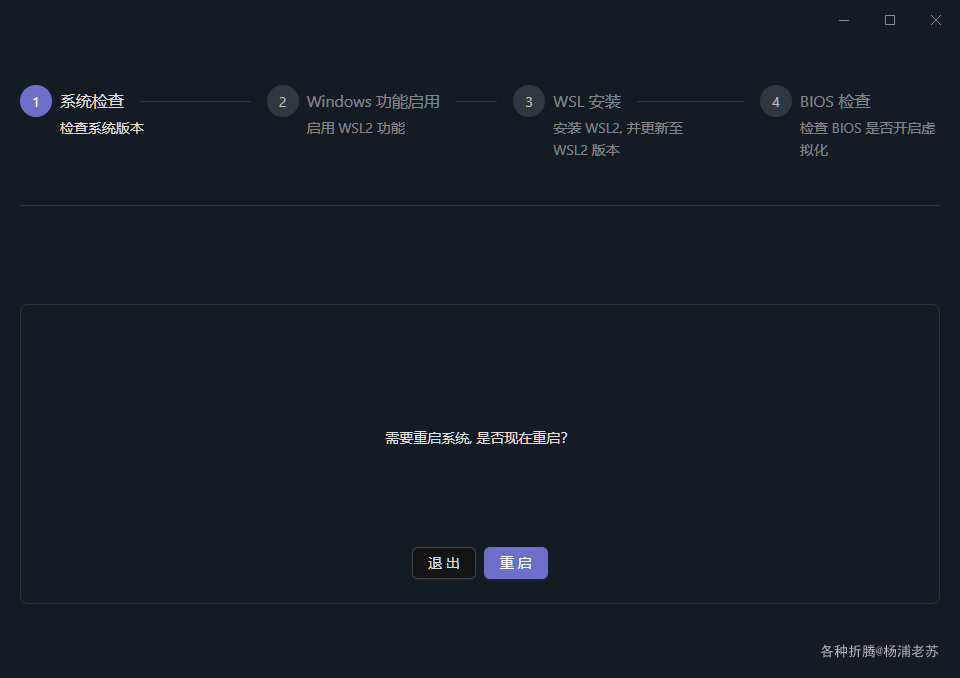 1 系统检查
检查系统版本
2 Windows 功能启用
启用 WSL2 功能
3 WSL 安装
安装 WSL2, 并更新至
WSL2 版本
4 BIOS 检查
检查 BIOS 是否开启虚
拟化
需要重启系统, 是否现在重启?
退出 重启
各种折腾@杨浦老苏